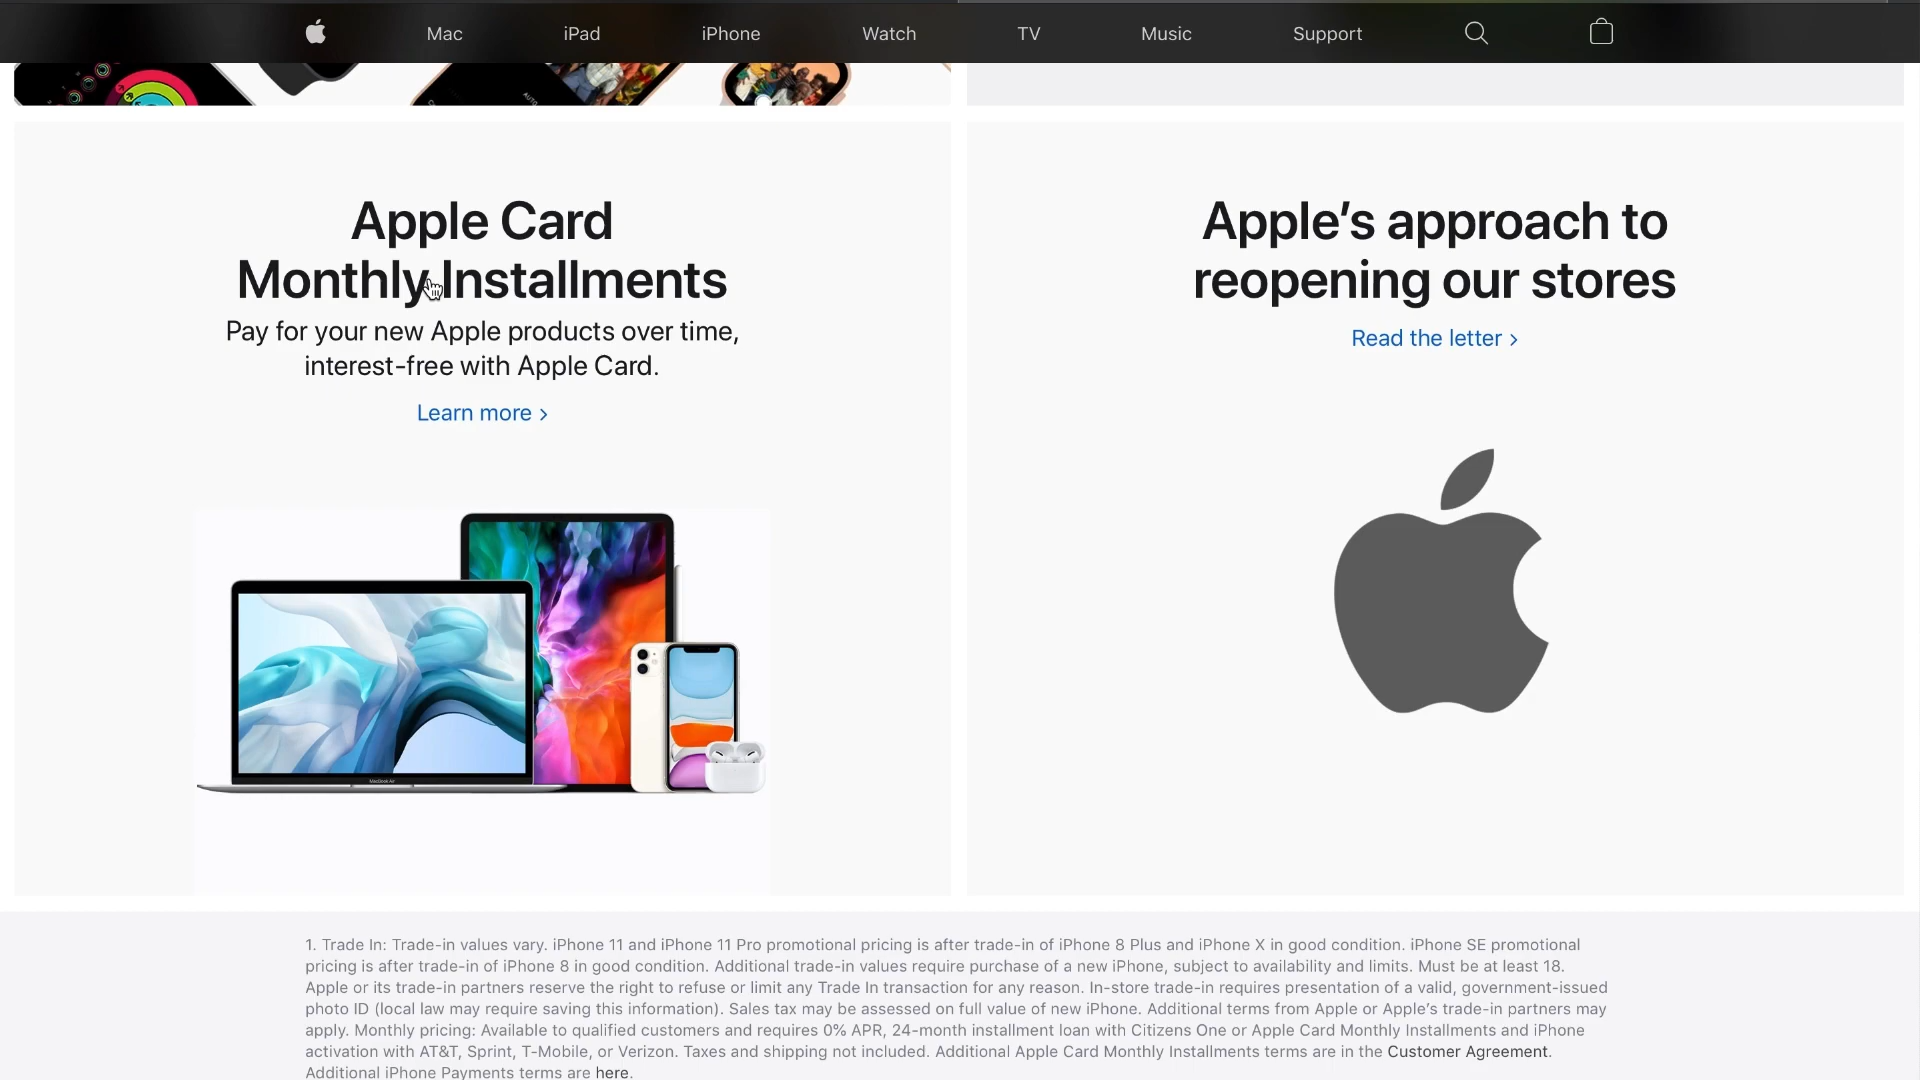 Mac iPad iPhone Watch TV Music Support
Apple Card
Monthly Installments
Pay for your new Apple products over time,
interest-free with Apple Card.
Learn more >
Apple’s approach to
reopening our stores
Read the letter >
MacBook Air
1. Trade In: Trade-in values vary. iPhone 11 and iPhone 11 Pro promotional pricing is after trade-in of iPhone 8 Plus and iPhone X in good condition. iPhone SE promotional
pricing is after trade-in of iPhone 8 in good condition. Additional trade-in values require purchase of a new iPhone, subject to availability and limits. Must be at least 18.
Apple or its trade-in partners reserve the right to refuse or limit any Trade In transaction for any reason. In-store trade-in requires presentation of a valid, government-issued
photo ID (local law may require saving this information). Sales tax may be assessed on full value of new iPhone. Additional terms from Apple or Apple’s trade-in partners may
apply. Monthly pricing: Available to qualified customers and requires 0% APR, 24-month installment loan with Citizens One or Apple Card Monthly Installments and iPhone
activation with AT&T, Sprint, T-Mobile, or Verizon. Taxes and shipping not included. Additional Apple Card Monthly Installments terms are in the Customer Agreement.
Additional iPhone Payments terms are here.